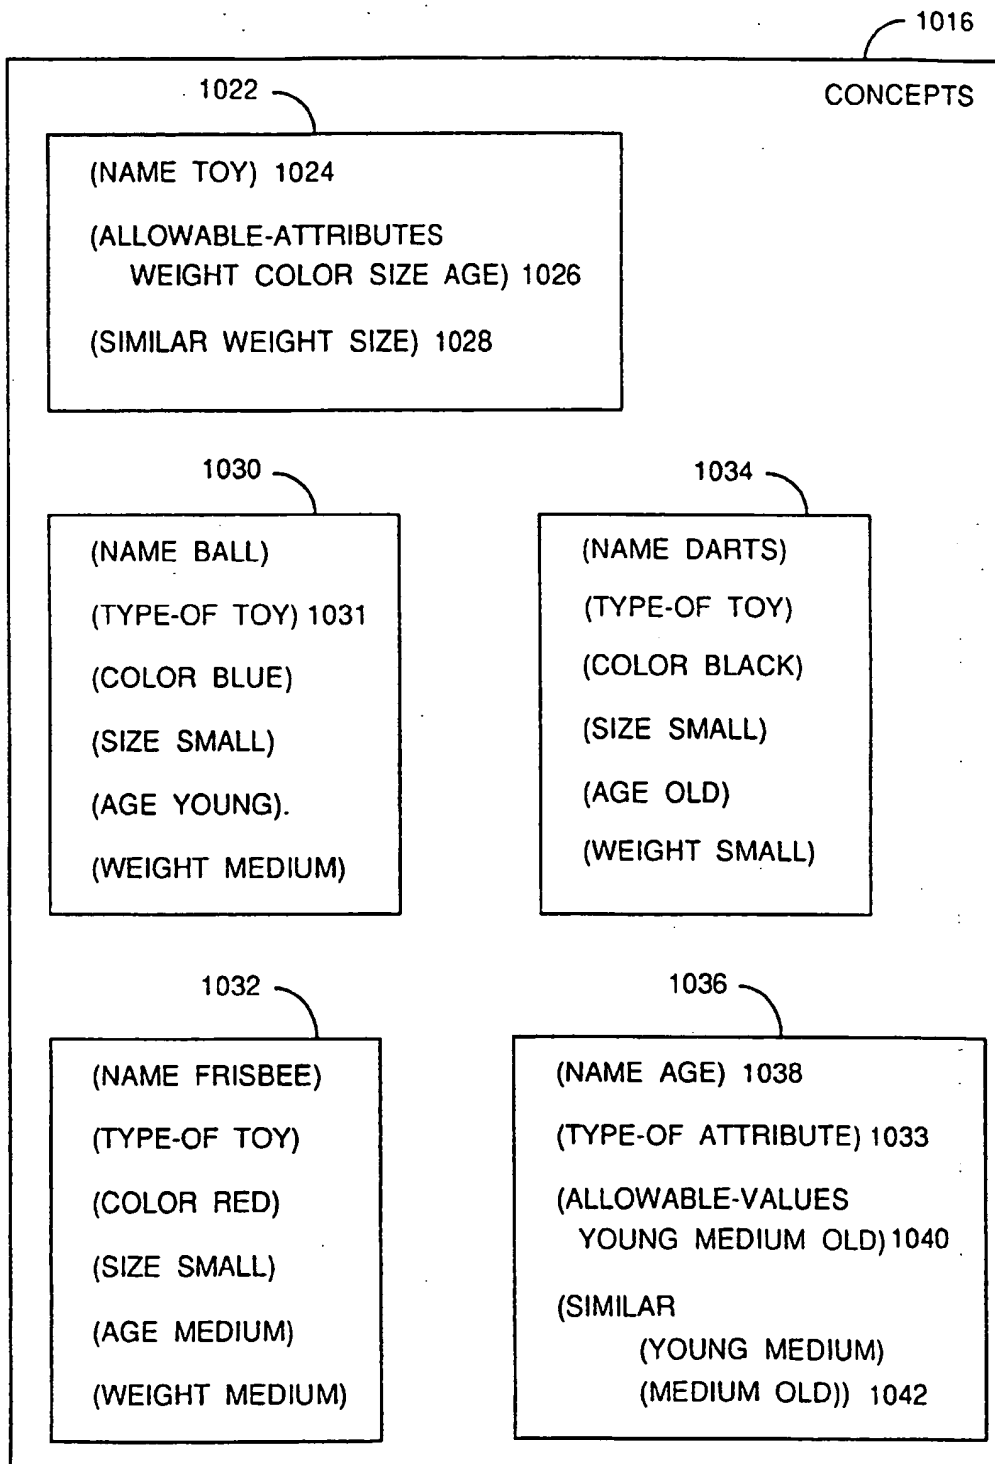 1016
CONCEPTS
1022
(NAME TOY) 1024
(ALLOWABLE-ATTRIBUTES
WEIGHT COLOR SIZE AGE) 1026
(SIMILAR WEIGHT SIZE) 1028
1030
(NAME BALL)
(TYPE-OF TOY) 1031
(COLOR BLUE)
(SIZE SMALL)
(AGE YOUNG).
(WEIGHT MEDIUM)
1034
(NAME DARTS)
(TYPE-OF TOY)
(COLOR BLACK)
(SIZE SMALL)
(AGE OLD)
(WEIGHT SMALL)
1032
(NAME FRISBEE)
(TYPE-OF TOY)
(COLOR RED)
(SIZE SMALL)
(AGE MEDIUM)
(WEIGHT MEDIUM)
1036
(NAME AGE) 1038
(TYPE-OF ATTRIBUTE) 1033
(ALLOWABLE-VALUES
YOUNG MEDIUM OLD) 1040
(SIMILAR
(YOUNG MEDIUM)
(MEDIUM OLD)) 1042